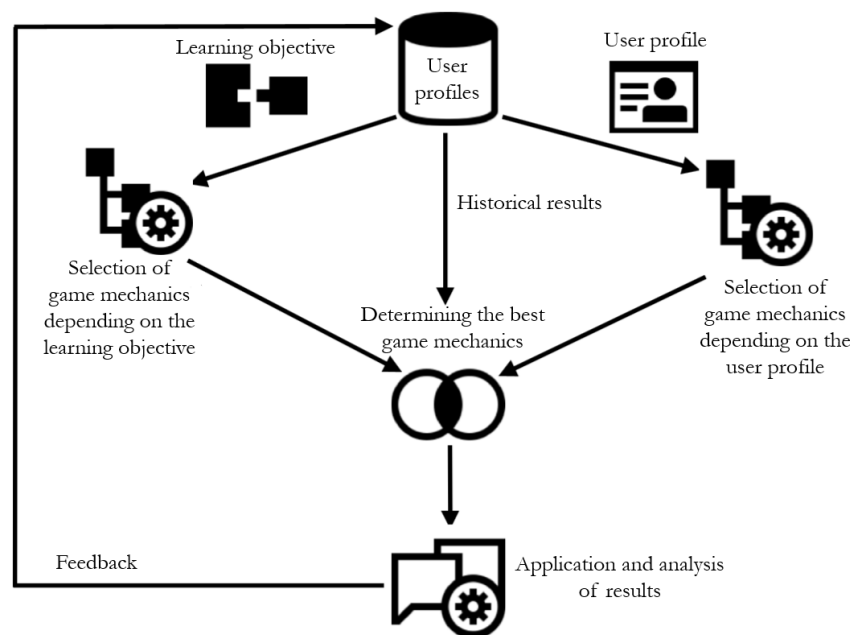 Learning objective
User
profiles
User profile
Historical results
Selection of
game mechanics
depending on the
learning objective
Determining the best
game mechanics
Selection of
game mechanics
depending on the
user profile
Feedback
Application and analysis
of results